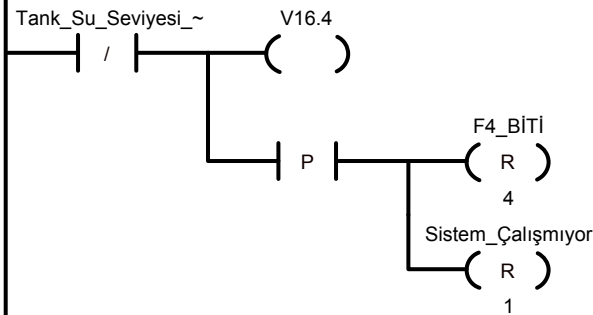 Tank_Su_Seviyesi_~ V16.4
/
F4_BİTİ
P R
4
Sistem_Çalışmıyor
R
1